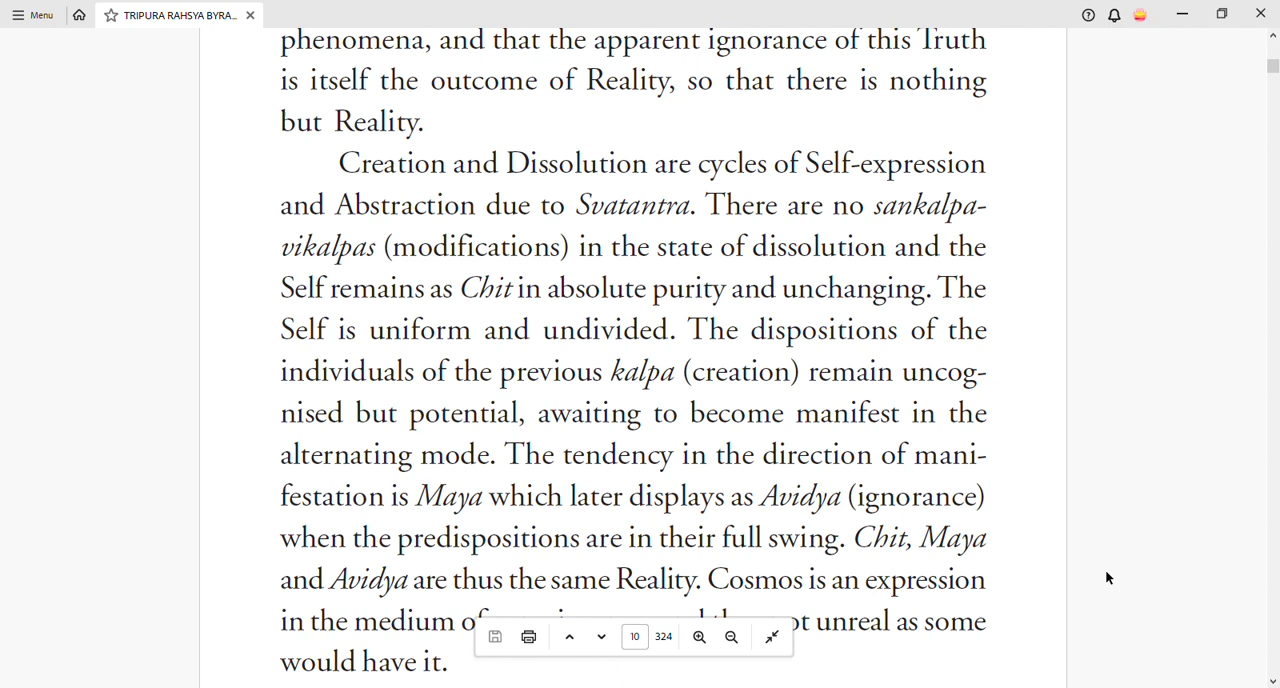 Menu
TRIPURA RAHSYA BYRA...
phenomena, and that the apparent ignorance of this Truth
is itself the outcome of Reality, so that there is nothing
but Reality.
Creation and Dissolution are cycles of Self-expression
and Abstraction due to Svatantra. There are no sankalpa-
vikalpas (modifications) in the state of dissolution and the
Self remains as Chit in absolute purity and unchanging. The
Self is uniform and undivided. The dispositions of the
individuals of the previous kalpa (creation) remain uncog-
nised but potential, awaiting to become manifest in the
alternating mode. The tendency in the direction of mani-
festation is Maya which later displays as Avidya (ignorance)
when the predispositions are in their full swing. Chit, Maya
and Avidya are thus the same Reality. Cosmos is an expression
in the medium unreal as some
would have it.
10 324